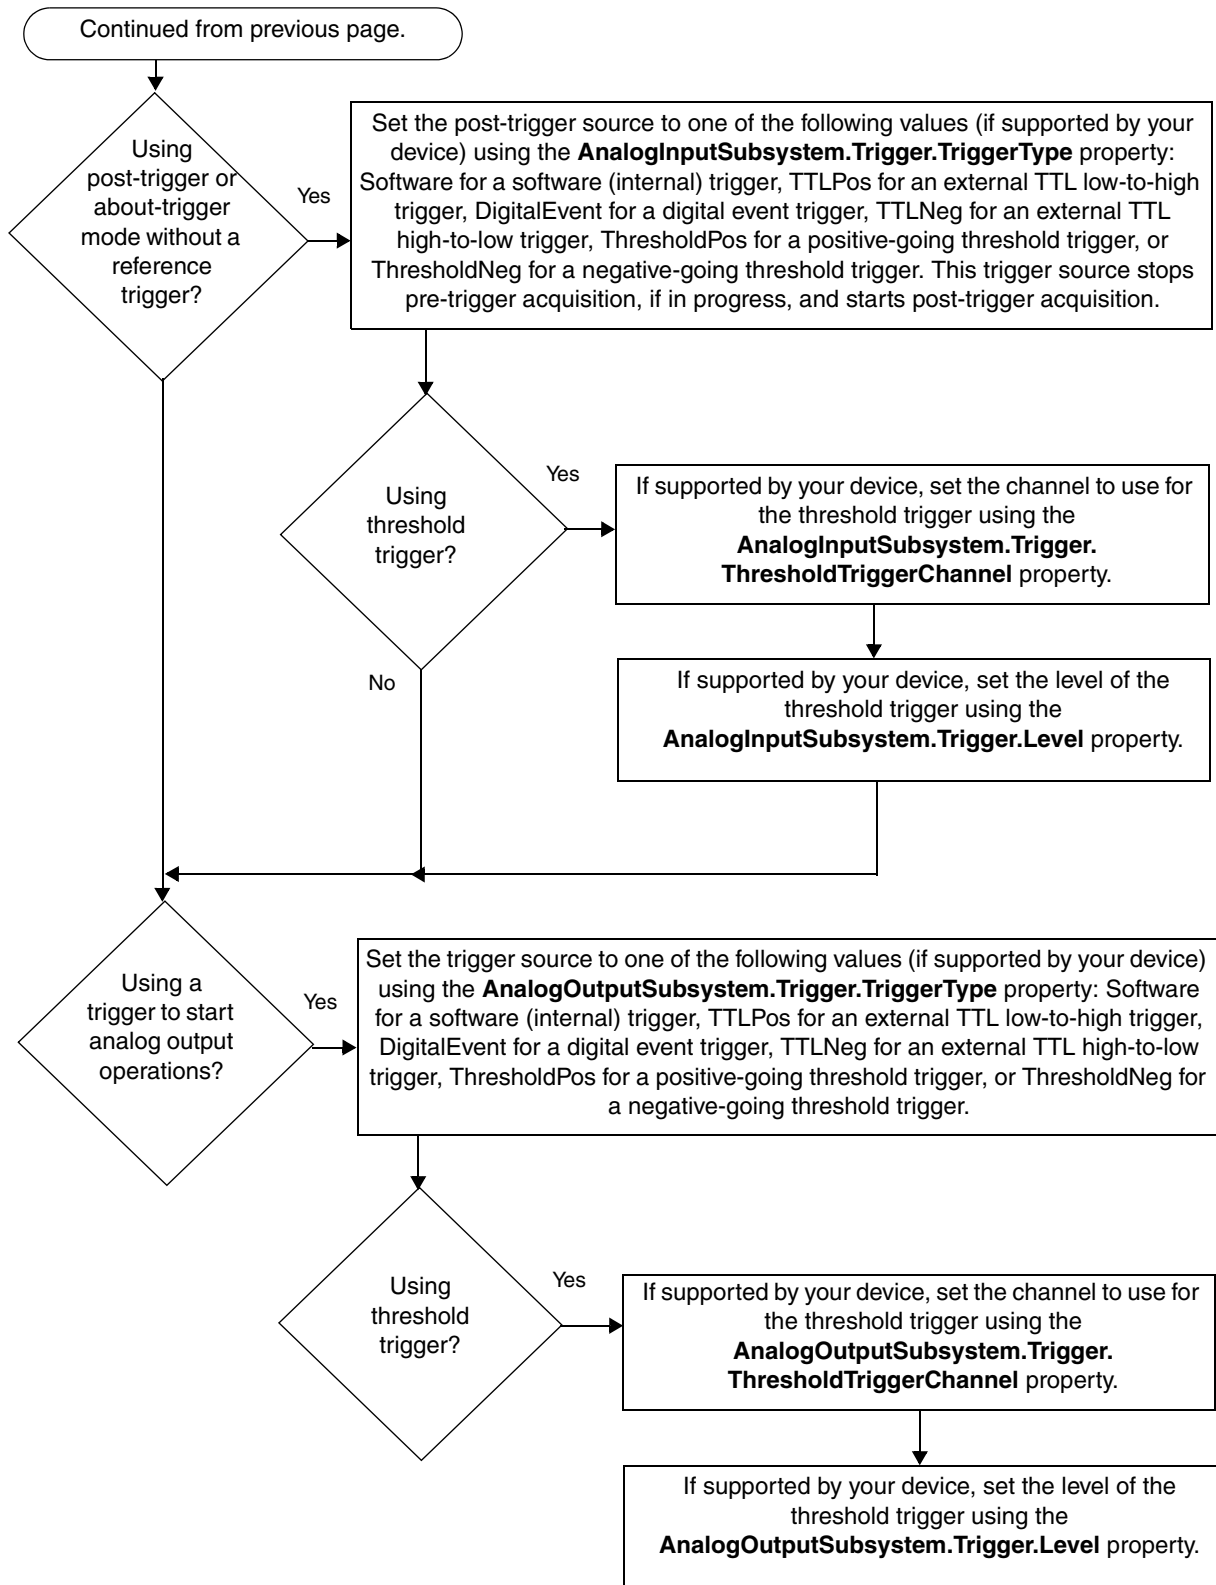 Continued from previous page.
Using
post-trigger or
about-trigger
mode without a
reference
trigger?
Yes
Set the post-trigger source to one of the following values (if supported by your
device) using the AnalogInputSubsystem.Trigger.TriggerType property:
Software for a software (internal) trigger, TTLPos for an external TTL low-to-high
trigger, DigitalEvent for a digital event trigger, TTLNeg for an external TTL
high-to-low trigger, ThresholdPos for a positive-going threshold trigger, or
ThresholdNeg for a negative-going threshold trigger. This trigger source stops
pre-trigger acquisition, if in progress, and starts post-trigger acquisition.
Using
threshold
trigger?
Yes
If supported by your device, set the channel to use for
the threshold trigger using the
AnalogInputSubsystem.Trigger.
ThresholdTriggerChannel property.
No
If supported by your device, set the level of the
threshold trigger using the
AnalogInputSubsystem.Trigger.Level property.
Using a
trigger to start
analog output
operations?
Yes
Set the trigger source to one of the following values (if supported by your device)
using the AnalogOutputSubsystem.Trigger.TriggerType property: Software
for a software (internal) trigger, TTLPos for an external TTL low-to-high trigger,
DigitalEvent for a digital event trigger, TTLNeg for an external TTL high-to-low
trigger, ThresholdPos for a positive-going threshold trigger, or ThresholdNeg for
a negative-going threshold trigger.
Using
threshold
trigger?
Yes
If supported by your device, set the channel to use for
the threshold trigger using the
AnalogOutputSubsystem.Trigger.
ThresholdTriggerChannel property.
If supported by your device, set the level of the
threshold trigger using the
AnalogOutputSubsystem.Trigger.Level property.